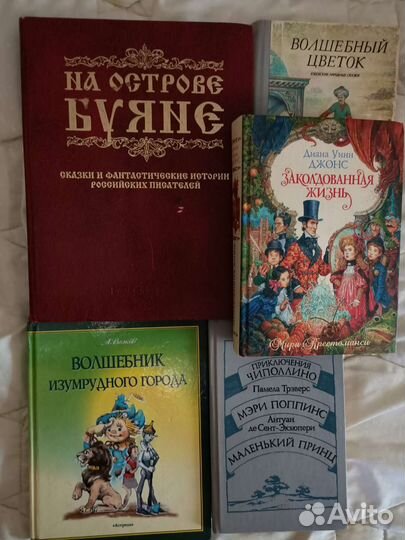 НА ОСТРОВЕ
БУЯНЕ
СКАЗКИ И ФАНТАСТИЧЕСКИЕ ИСТОРИИ
РОССИЙСКИХ ПИСАТЕЛЕЙ
ВОЛШЕБНЫЙ
ЦВЕТОК
Диана Уинн
ДЖОНС
ЗАКОЛДОВАННАЯ
ЖИЗНЬ
Миры Крестоманси
А. Волков
ВОЛШЕБНИК
ИЗУМРУДНОГО ГОРОДА
ПРИКЛЮЧЕНИЯ
ЧИПОЛЛИНО
Памела Трэверс
МЭРИ ПОППИНС
Антуан
де Сент-Экзюпери
МАЛЕНЬКИЙ ПРИНЦ
Avito